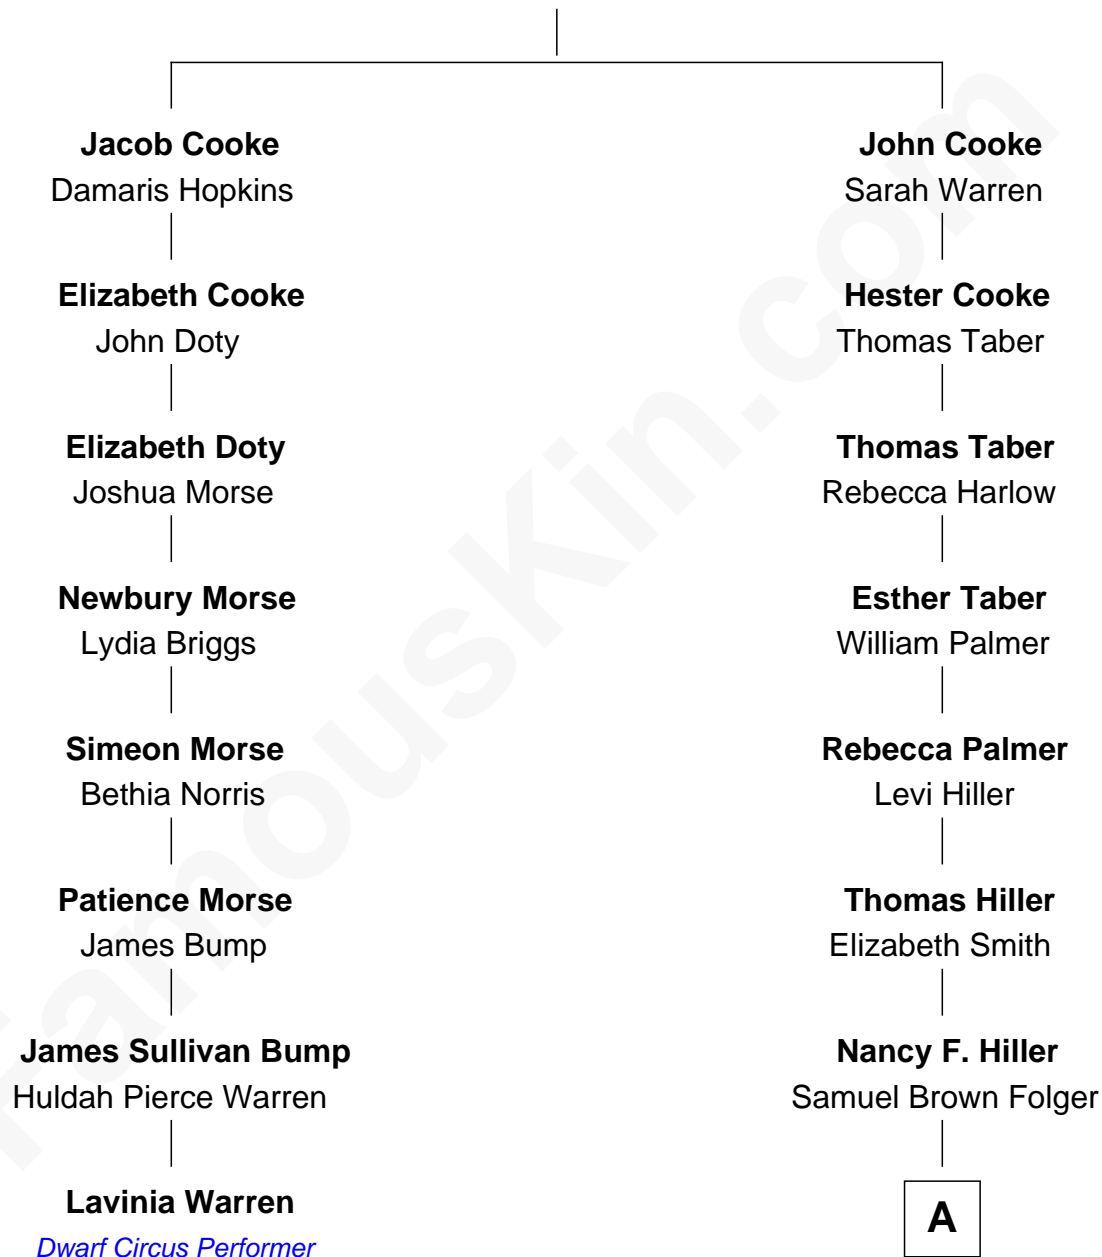 Jacob Cooke
Damaris Hopkins
Elizabeth Cooke
John Doty
Elizabeth Doty
Joshua Morse
Newbury Morse
Lydia Briggs
Simeon Morse
Bethia Norris
Patience Morse
James Bump
James Sullivan Bump
Huldah Pierce Warren
Lavinia Warren
Dwarf Circus Performer
John Cooke
Sarah Warren
Hester Cooke
Thomas Taber
Thomas Taber
Rebecca Harlow
Esther Taber
William Palmer
Rebecca Palmer
Levi Hiller
Thomas Hiller
Elizabeth Smith
Nancy F. Hiller
Samuel Brown Folger
A
FamousKin.com